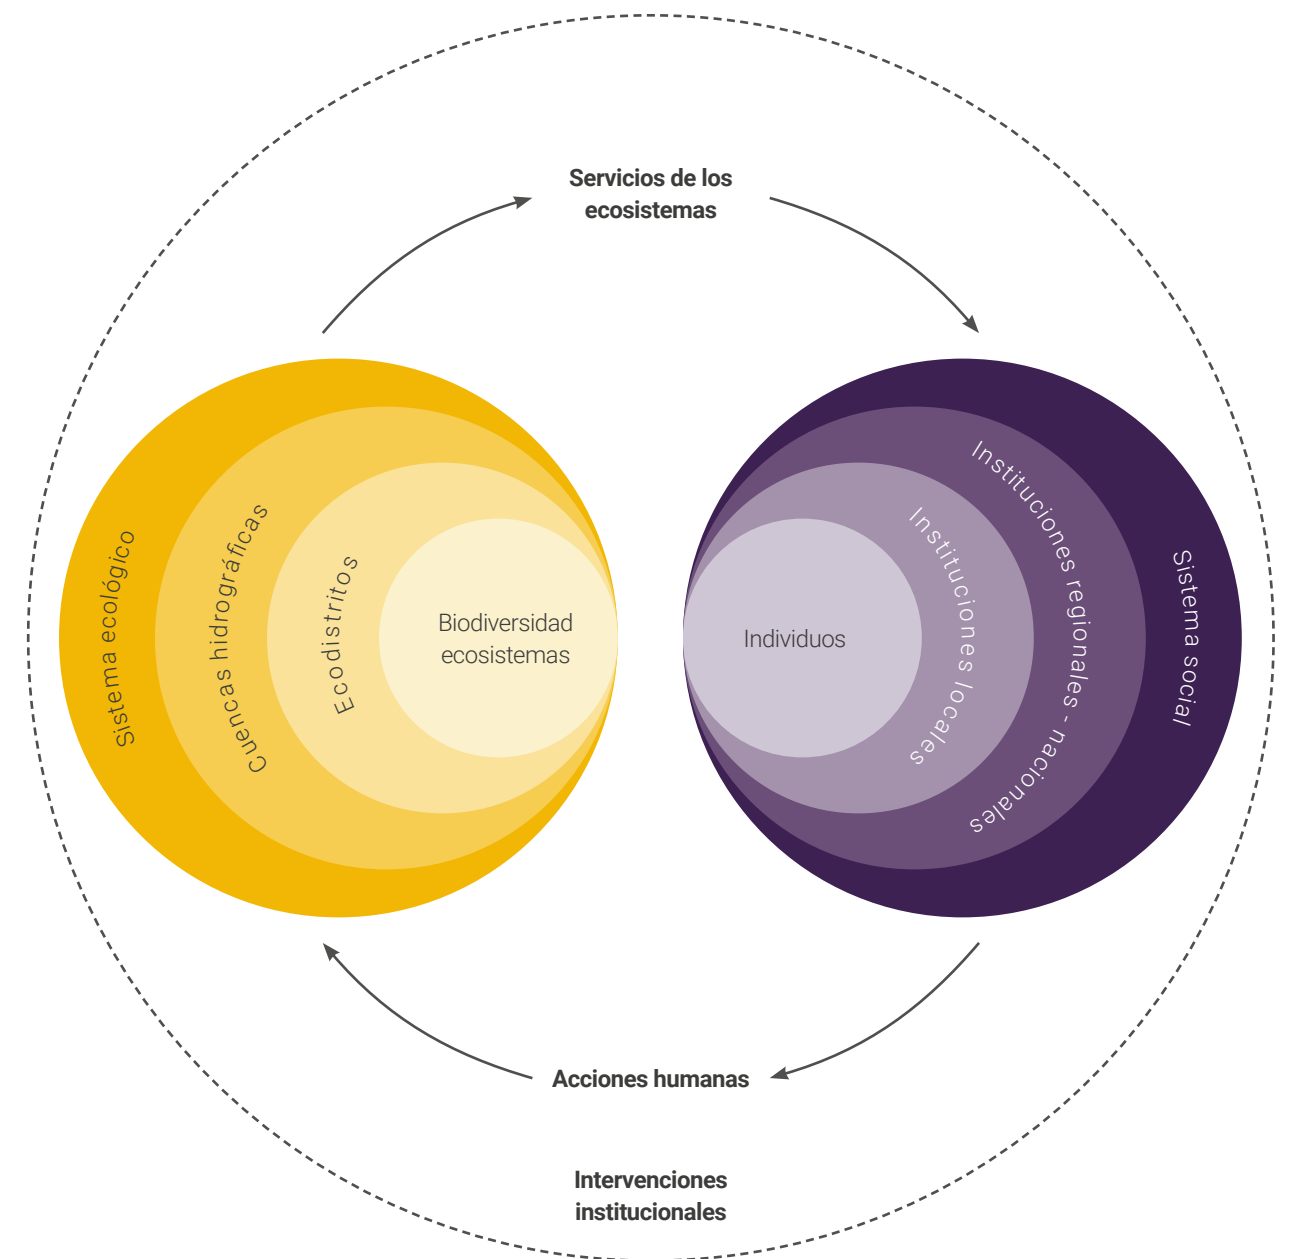 Servicios de los
ecosistemas
Sistema ecológico
Cuencas hidrográficas
Ecodistritos
Biodiversidad
ecosistemas
Individuos
Instituciones locales
Instituciones regionales - nacionales
Sistema social
Acciones humanas
Intervenciones
institucionales